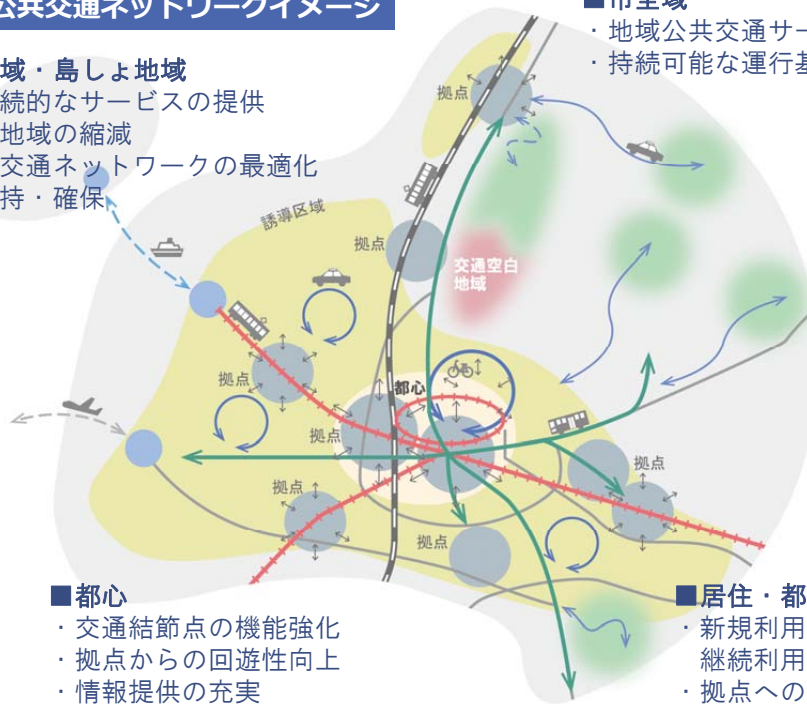 公共交通ネットワークイメージ
■市全域
・地域公共交通サー
・持続可能な運行基
域・島しょ地域
続的なサービスの提供
地域の縮減
交通ネットワークの最適化
持・確保
拠点
誘導区域
拠点
交通空白
地域
拠点
都心
拠点
拠点
拠点
拠点
■都心
・交通結節点の機能強化
・拠点からの回遊性向上
・情報提供の充実
■居住・都
・新規利用
継続利用
・拠点への